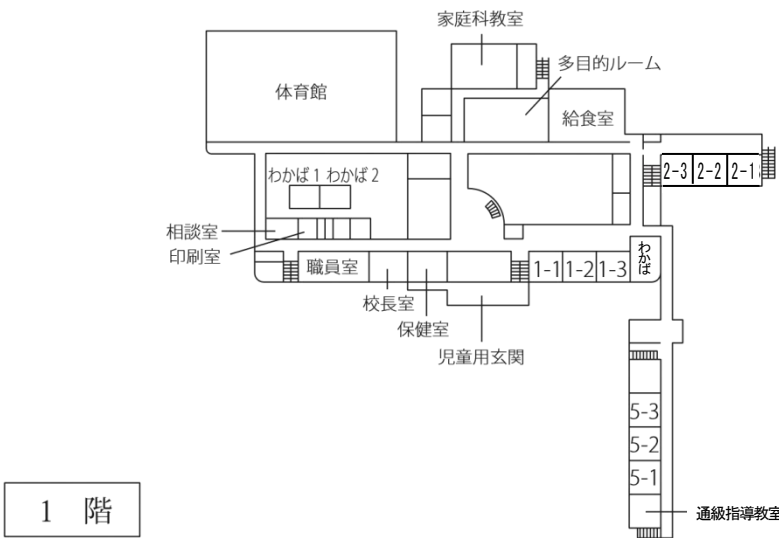 家庭科教室
多目的ルーム
体育館
給食室
2-3 2-2 2-1
わかば1 わかば2
相談室
印刷室
職員室
1-1 1-2 1-3
わかば
校長室
保健室
児童用玄関
5-3
5-2
5-1
通級指導教室
1 階